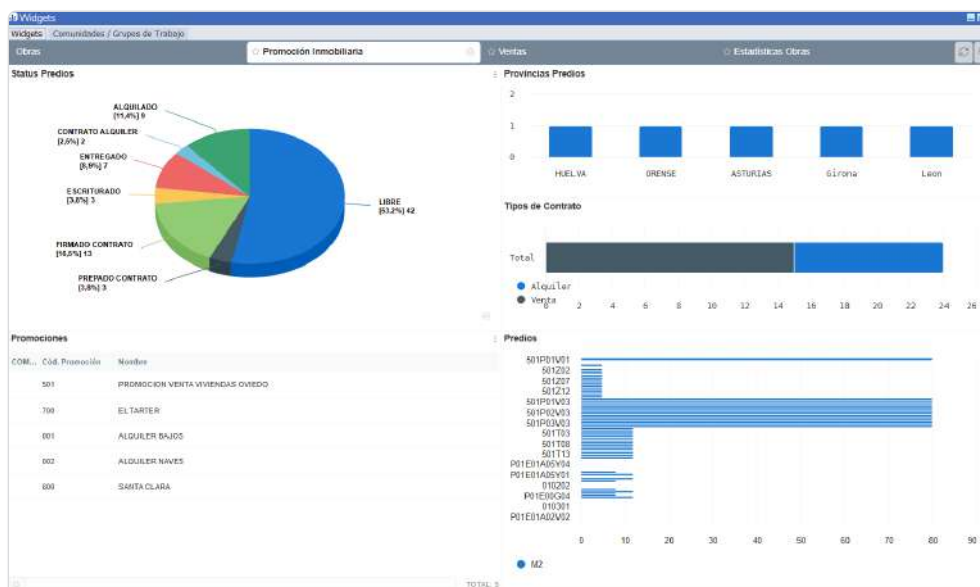 Widgets
Widgets Comunidades / Grupos de Trabajo
Obras Promoción Inmobiliaria Ventas Estadísticas Obras
Status Predios
ALQUILADO
[11,4%] 9
CONTRATO ALQUILER
[2,5%] 2
ENTREGADO
[8,9%] 7
ESCRITURADO
[3,8%] 3
FIRMADO CONTRATO
[16,5%] 13
PREPADO CONTRATO
[3,8%] 3
LIBRE
[53,2%] 42
Provincias Predios
2
1
0
HUELVA ORENSE ASTURIAS Girona Leon
Tipos de Contrato
Total
Alquiler
Venta
0 2 4 6 8 10 12 14 16 18 20 22 24 26
Promociones
COM... Cód. Promoción Nombre
501 PROMOCION VENTA VIVIENDAS OVIEDO
700 EL TARTER
001 ALQUILER BAJOS
002 ALQUILER NAVES
600 SANTA CLARA
TOTAL: 5
Predios
501P01V01
501Z02
501Z07
501Z12
501P01V03
501P02V03
501P03V03
501T03
501T08
501T13
P01E01A05Y04
P01E01A05Y01
010202
P01E00G04
010301
P01E01A02V02
0 10 20 30 40 50 60 70 80 90
M2